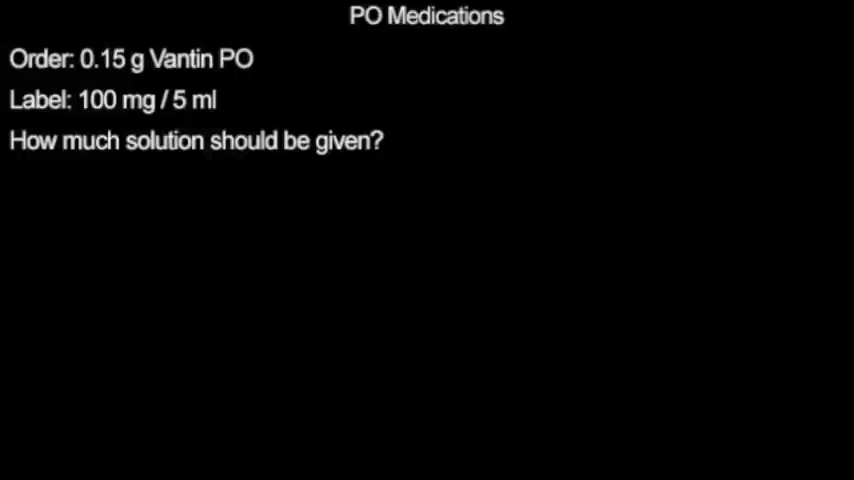 PO Medications
Order: 0.15 g Vantin PO
Label: 100 mg / 5 ml
How much solution should be given?